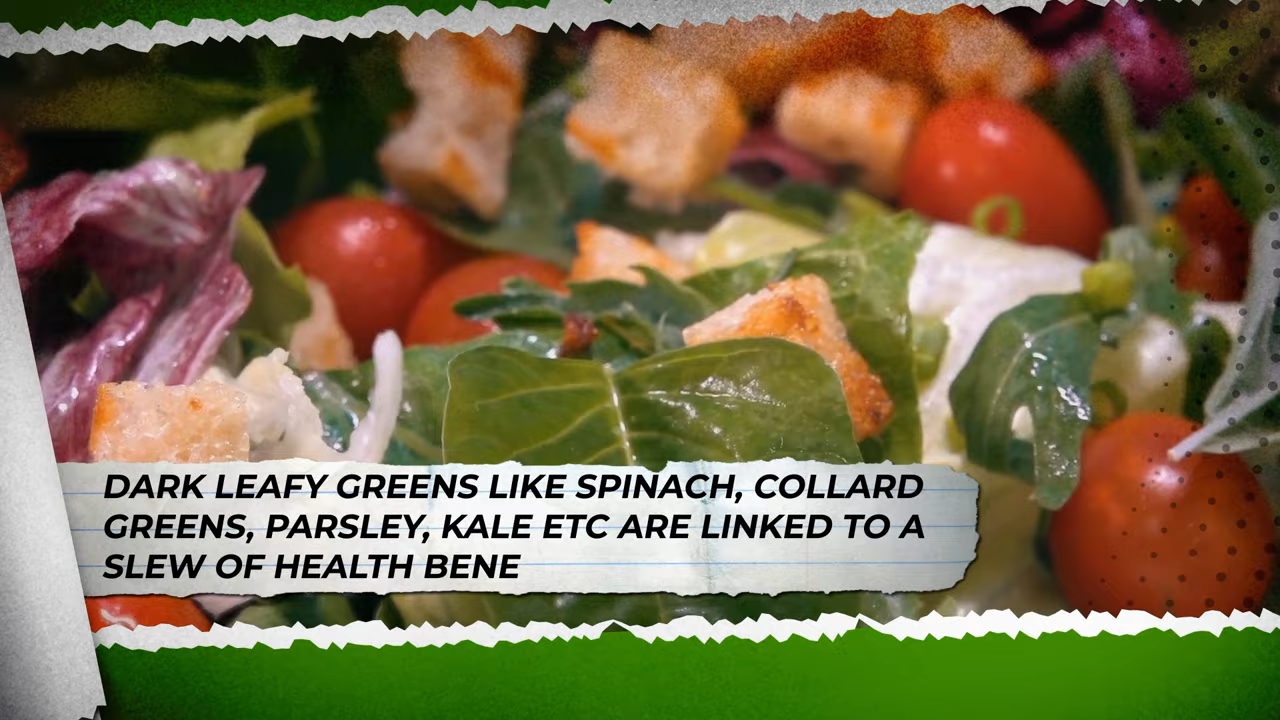 DARK LEAFY GREENS LIKE SPINACH, COLLARD
GREENS, PARSLEY, KALE ETC ARE LINKED TO A
SLEW OF HEALTH BENE